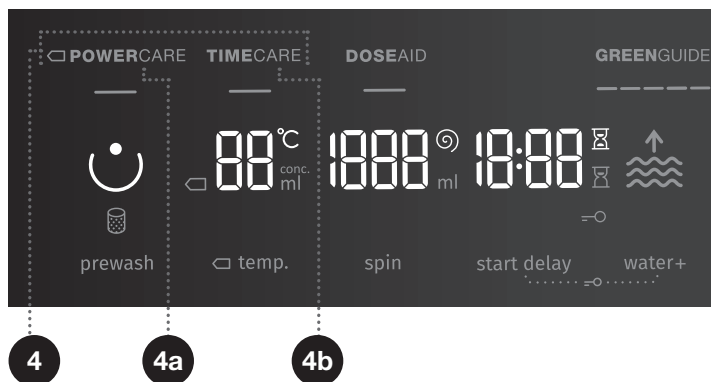 POWERCARE TIMECARE DOSEAID GREENGUIDE
88 °C 1888 18:88
conc.
ml ml
prewash temp. spin start delay water+
4 4a 4b